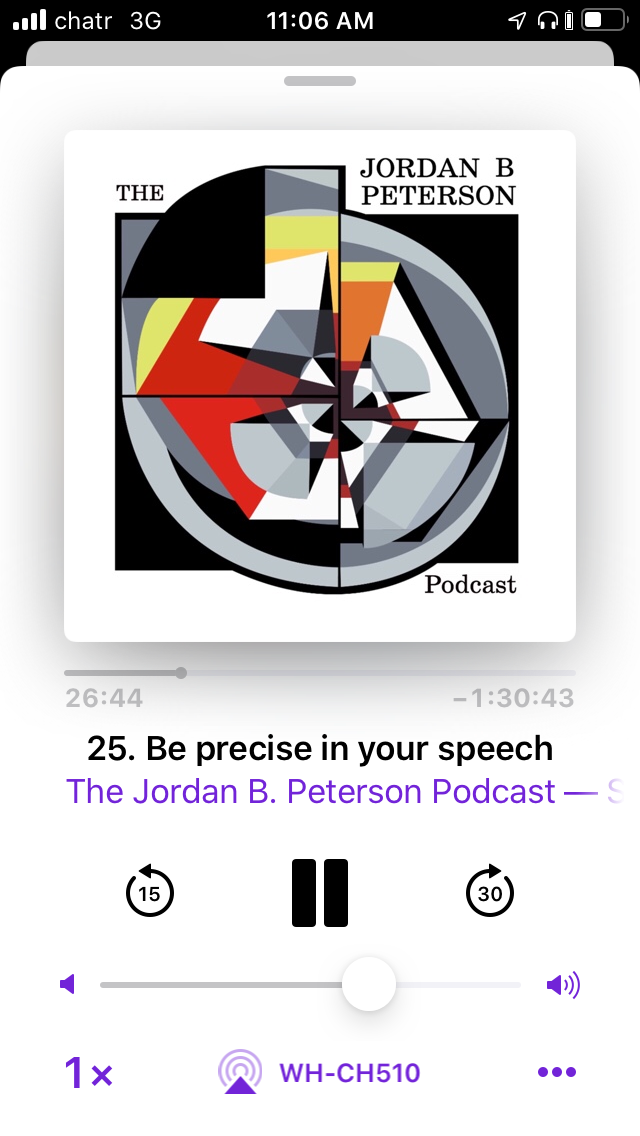 chatr 3G 11:06 AM
THE
JORDAN B
PETERSON
Podcast
26:44 −1:30:43
25. Be precise in your speech
The Jordan B. Peterson Podcast —
15 30
1× WH-CH510